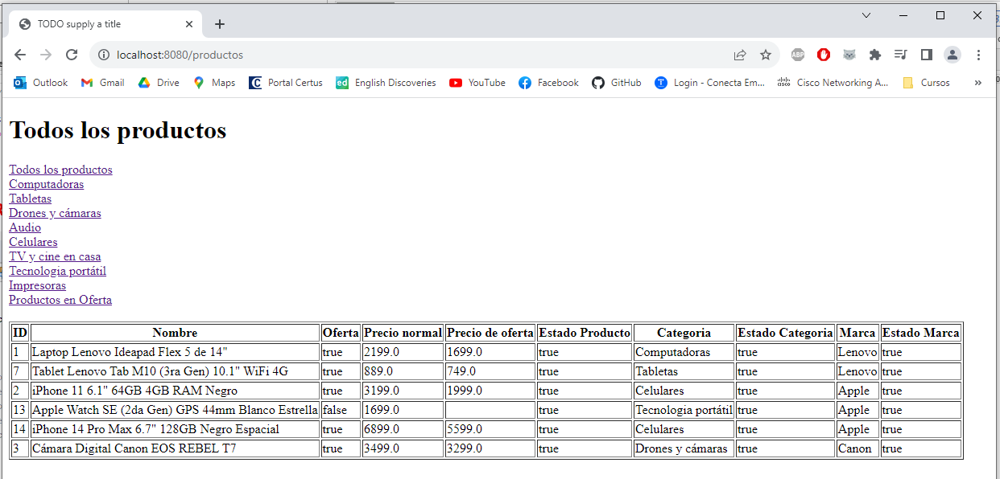 TODO supply a title
localhost:8080/productos
ABP
Outlook Gmail Drive Maps Portal Certus ed English Discoveries YouTube Facebook GitHub Login - Conecta Em... Cisco Networking A... Cursos »
Todos los productos
Todos los productos
Computadoras
Tabletas
Drones y cámaras
Audio
Celulares
TV y cine en casa
Tecnologia portátil
Impresoras
Productos en Oferta
ID Nombre Oferta Precio normal Precio de oferta Estado Producto Categoria Estado Categoria Marca Estado Marca
1 Laptop Lenovo Ideapad Flex 5 de 14" true 2199.0 1699.0 true Computadoras true Lenovo true
7 Tablet Lenovo Tab M10 (3ra Gen) 10.1" WiFi 4G true 889.0 749.0 true Tabletas true Lenovo true
2 iPhone 11 6.1" 64GB 4GB RAM Negro true 3199.0 1999.0 true Celulares true Apple true
13 Apple Watch SE (2da Gen) GPS 44mm Blanco Estrella false 1699.0 true Tecnologia portátil true Apple true
14 iPhone 14 Pro Max 6.7" 128GB Negro Espacial true 6899.0 5599.0 true Celulares true Apple true
3 Cámara Digital Canon EOS REBEL T7 true 3499.0 3299.0 true Drones y cámaras true Canon true